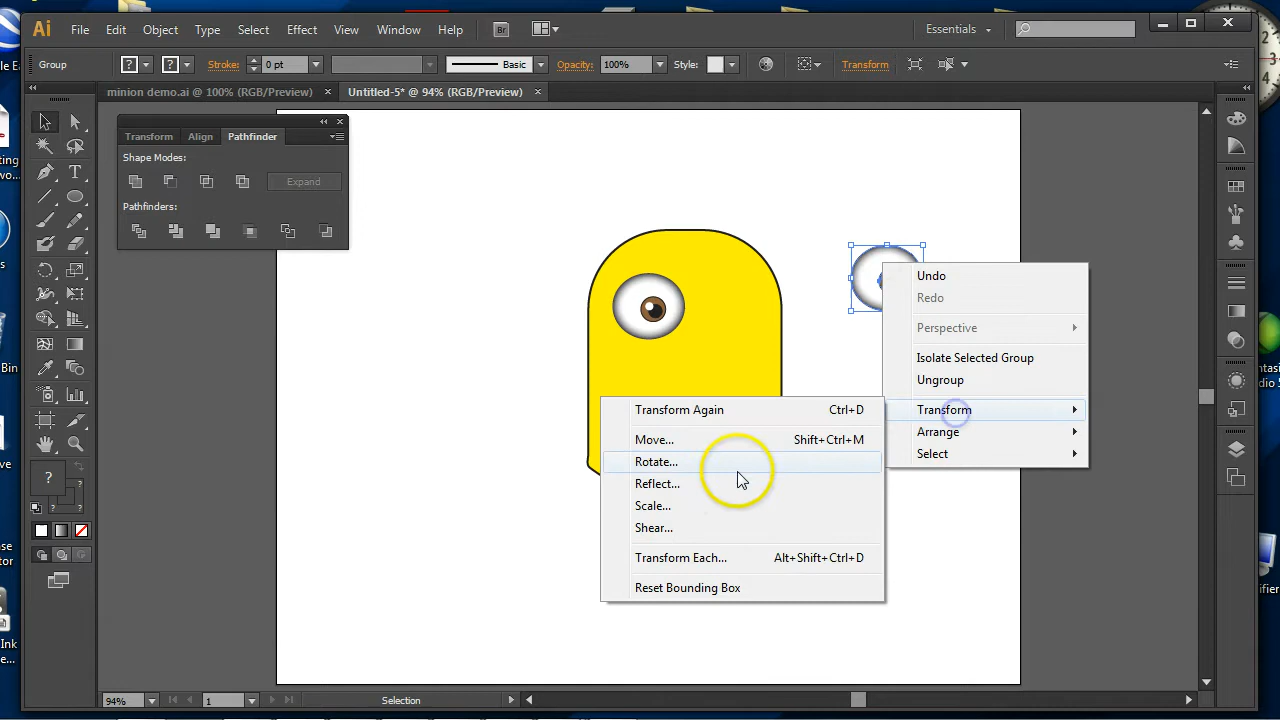 Ai File Edit Object Type Select Effect View Window Help Br Essentials
Group ? ? Stroke: 0 pt Basic Opacity: 100% Style: Transform
minion demo.ai @ 100% (RGB/Preview) × Untitled-5* @ 94% (RGB/Preview) ×
Transform Align Pathfinder
Shape Modes:
Expand
Pathfinders:
Undo
Redo
Perspective
Isolate Selected Group
Ungroup
Transform
Arrange
Select
Transform Again Ctrl+D
Move... Shift+Ctrl+M
Rotate...
Reflect...
Scale...
Shear...
Transform Each... Alt+Shift+Ctrl+D
Reset Bounding Box
?
94% 1 Selection
Bin
Ink